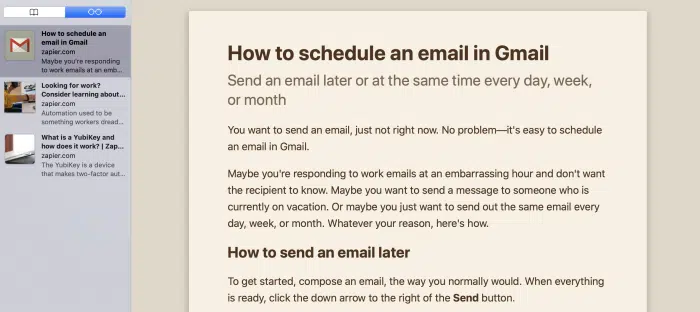 How to schedule an
email in Gmail
zapier.com
Maybe you're responding
to work emails at an emb...
Looking for work?
Consider learning about...
zapier.com
Automation used to be
something workers dread...
What is a YubiKey and
how does it work? | Zap...
zapier.com
The YubiKey is a device
that makes two-factor aut...
How to schedule an email in Gmail
Send an email later or at the same time every day, week,
or month
You want to send an email, just not right now. No problem—it's easy to schedule
an email in Gmail.
Maybe you're responding to work emails at an embarrassing hour and don't want
the recipient to know. Maybe you want to send a message to someone who is
currently on vacation. Or maybe you just want to send out the same email every
day, week, or month. Whatever your reason, here's how.
How to send an email later
To get started, compose an email, the way you normally would. When everything
is ready, click the down arrow to the right of the Send button.